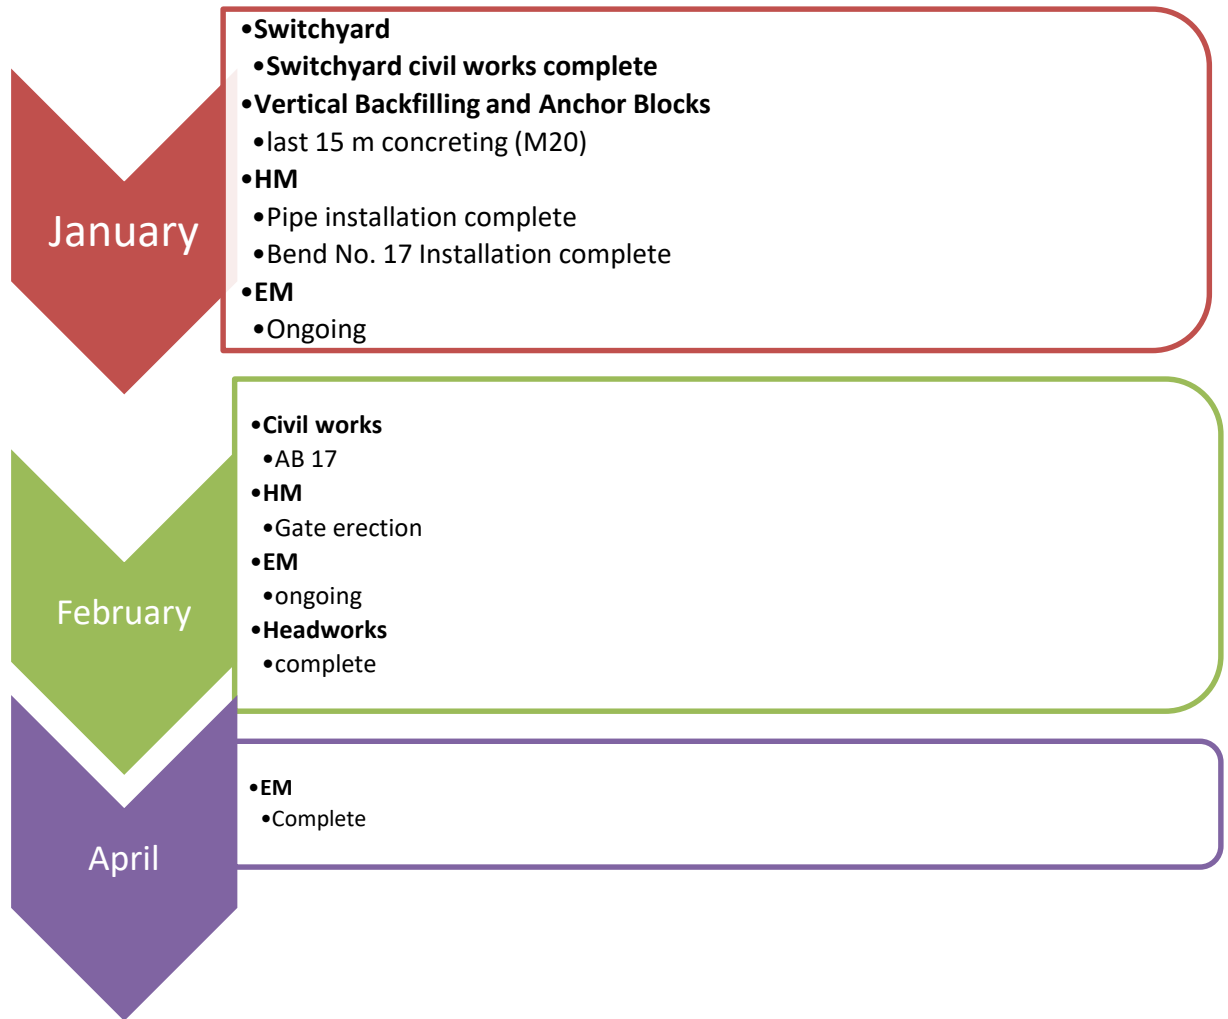 January
•Switchyard
•Switchyard civil works complete
•Vertical Backfilling and Anchor Blocks
•last 15 m concreting (M20)
•HM
•Pipe installation complete
•Bend No. 17 Installation complete
•EM
•Ongoing
February
•Civil works
•AB 17
•HM
•Gate erection
•EM
•ongoing
•Headworks
•complete
April
•EM
•Complete